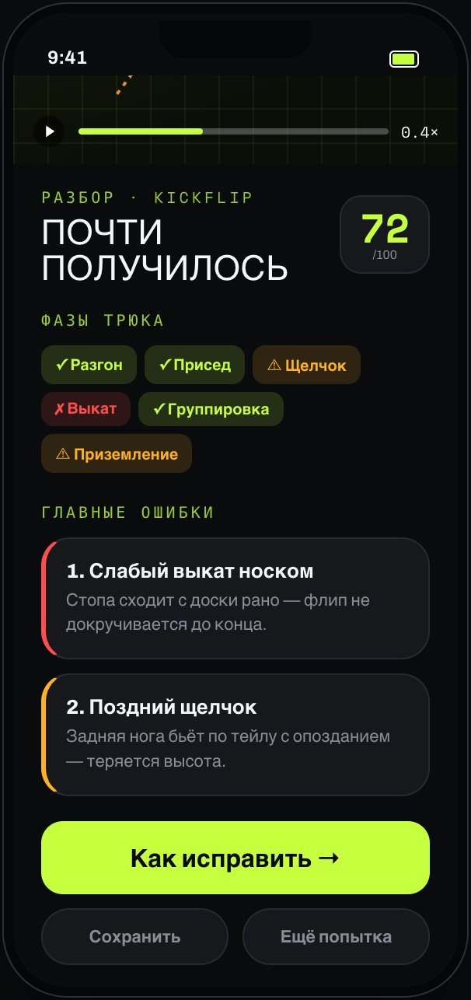 9:41
0.4×
РАЗБОР · KICKFLIP
ПОЧТИ
ПОЛУЧИЛОСЬ
72
/100
ФАЗЫ ТРЮКА
✓Разгон
✓Присед
⚠ Щелчок
✗Выкат
✓Группировка
⚠ Приземление
ГЛАВНЫЕ ОШИБКИ
1. Слабый выкат носком
Стопа сходит с доски рано — флип не
докручивается до конца.
2. Поздний щелчок
Задняя нога бьёт по тейлу с опозданием
— теряется высота.
Как исправить →
Сохранить
Ещё попытка